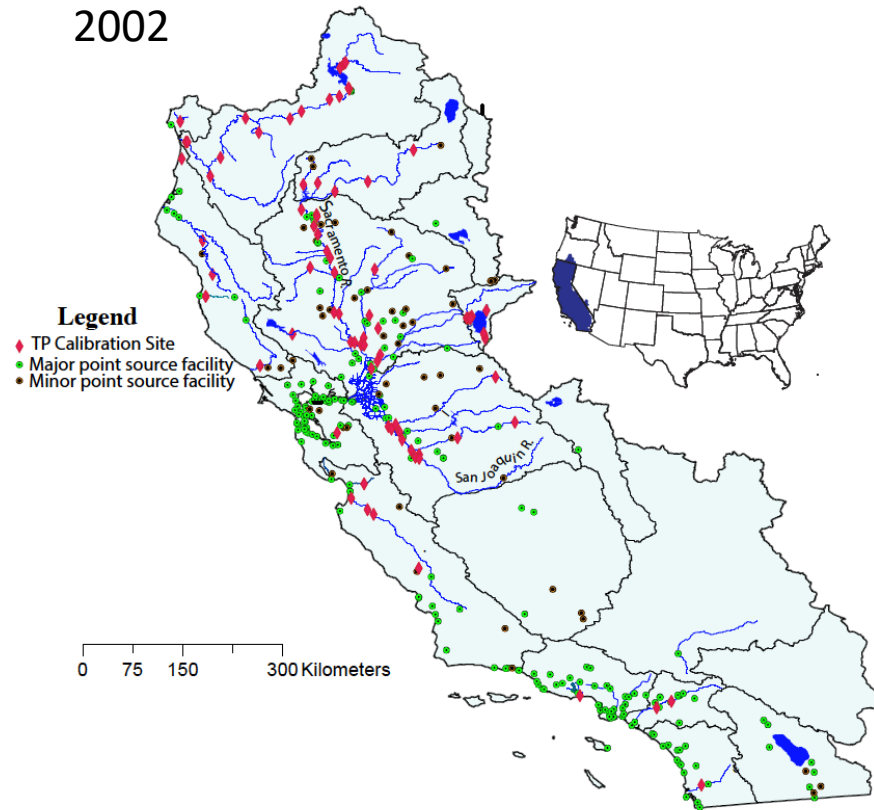 2002
Sacramento R.
Legend
TP Calibration Site
Major point source facility
Minor point source facility
San Joaquin R.
0 75 150 300 Kilometers